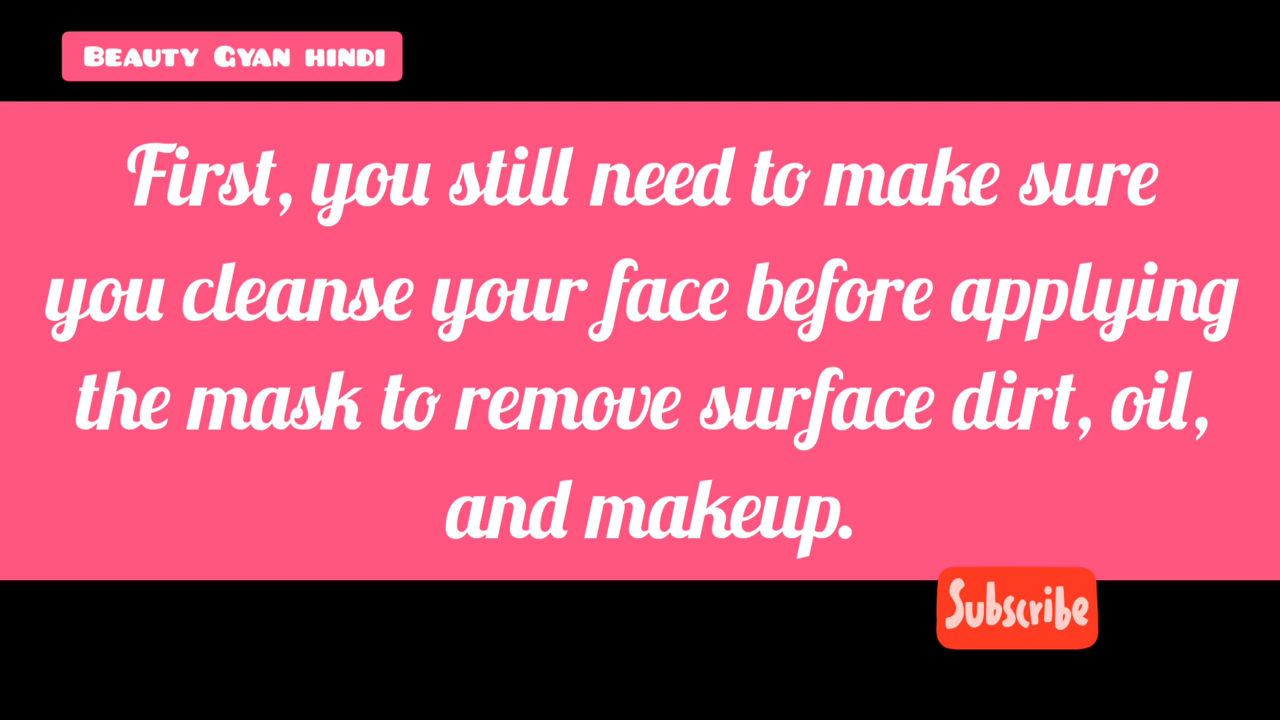 BEAUTY GYAN HINDI
First, you still need to make sure
you cleanse your face before applying
the mask to remove surface dirt, oil,
and makeup.
Subscribe